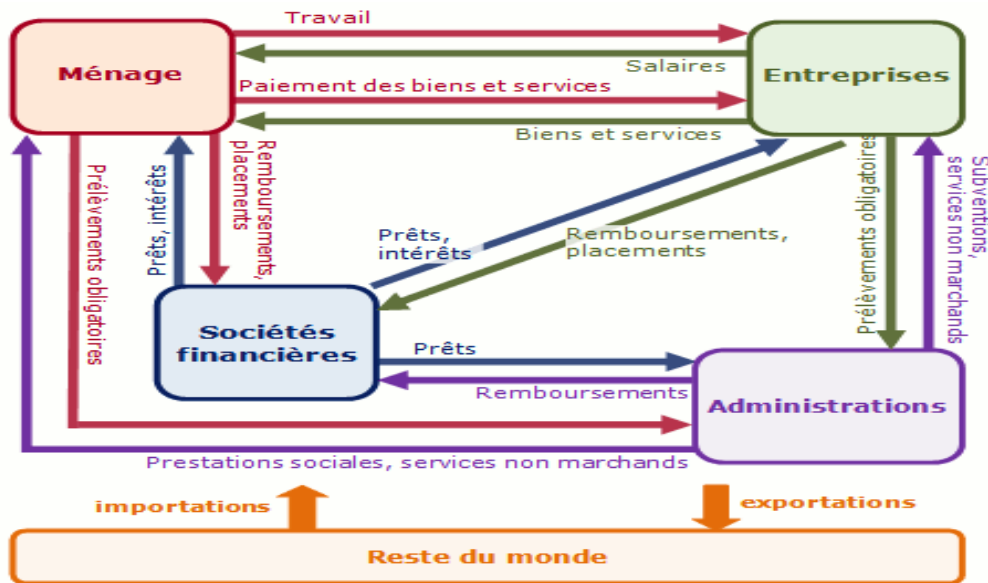 Travail
Ménage
Entreprises
Salaires
Paiement des biens et services
Biens et services
Prélèvements obligatoires
Prêts, intérêts
Remboursements,
placements
Prêts,
intérêts
Remboursements,
placements
Prélèvements obligatoires
Subventions,
services non marchands
Sociétés
financières
Prêts
Remboursements
Administrations
Prestations sociales, services non marchands
importations
exportations
Reste du monde